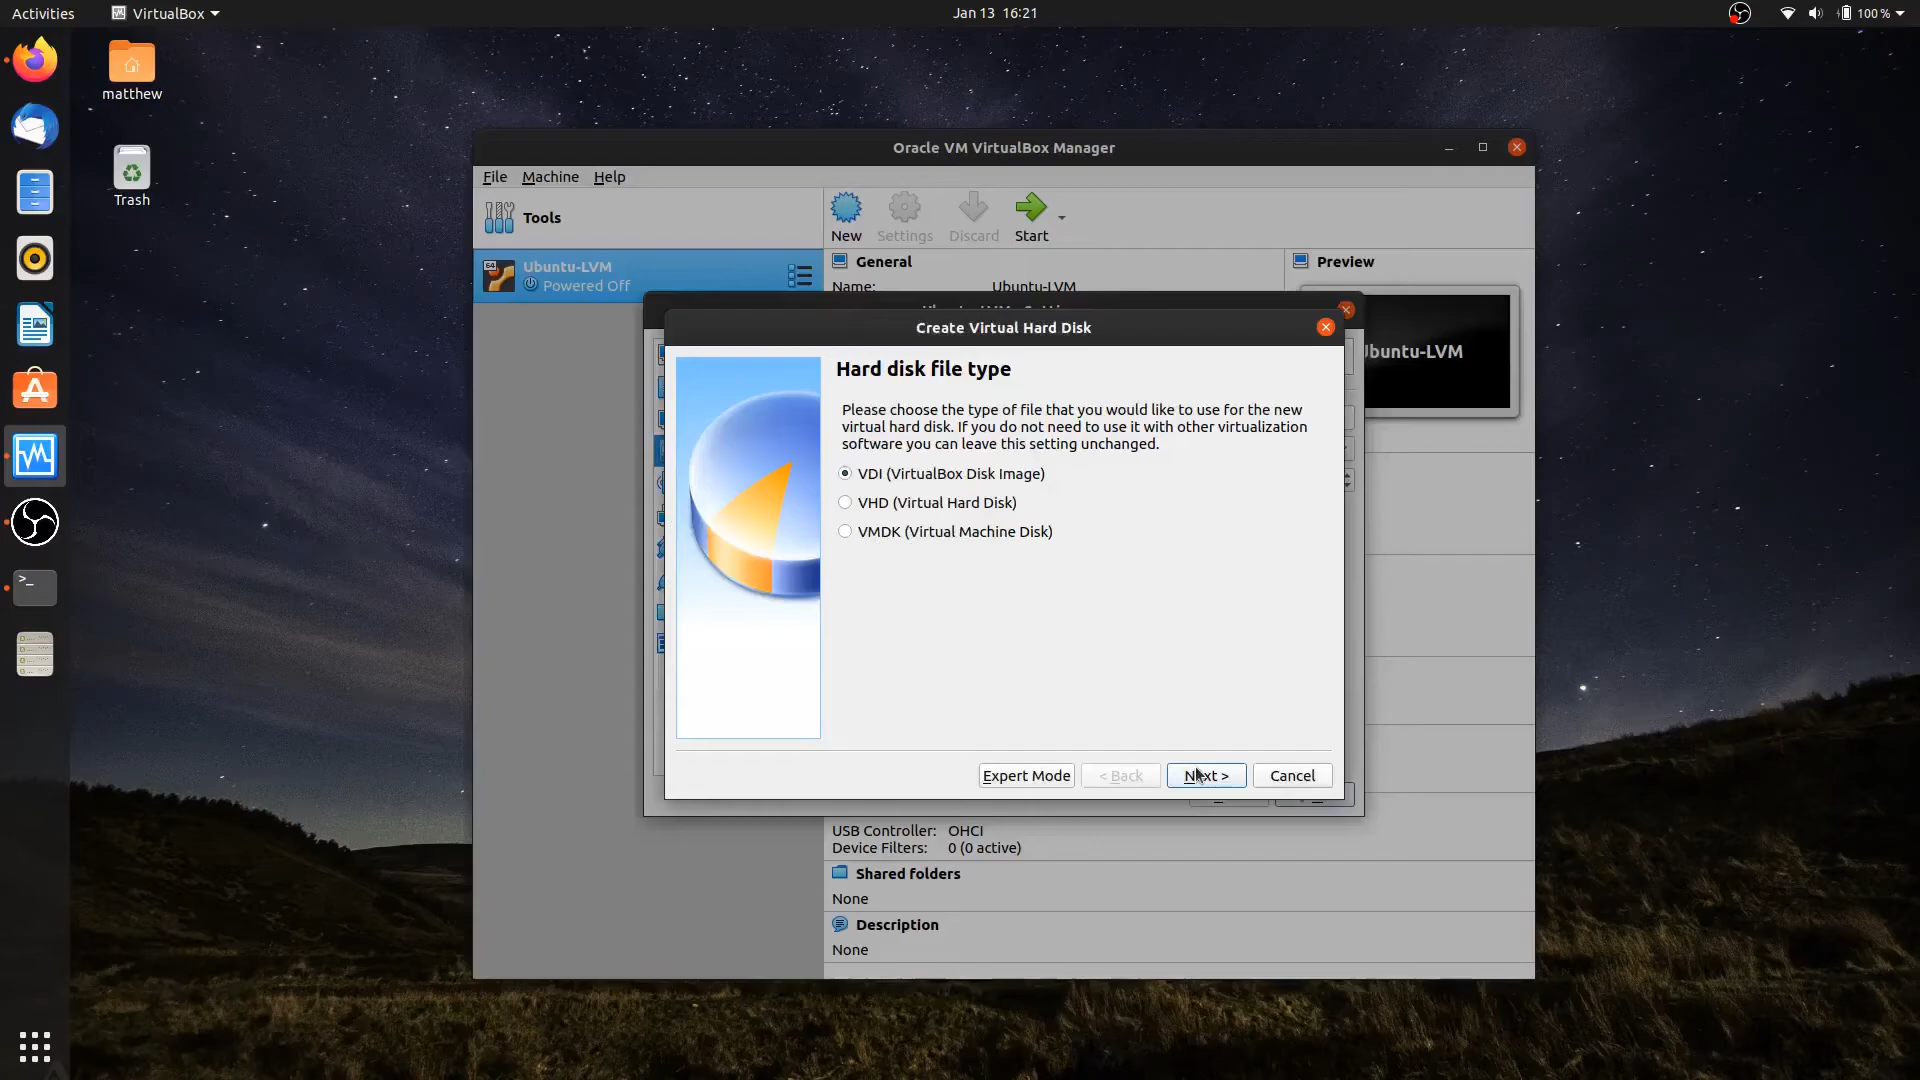 Activities
VirtualBox
Jan 13 16:21
100 %
matthew
Trash
Oracle VM VirtualBox Manager
File Machine Help
Tools
New
Settings
Discard
Start
64
Ubuntu-LVM
Powered Off
General
Name: Ubuntu-LVM
Preview
Ubuntu-LVM
Create Virtual Hard Disk
Hard disk file type
Please choose the type of file that you would like to use for the new
virtual hard disk. If you do not need to use it with other virtualization
software you can leave this setting unchanged.
VDI (VirtualBox Disk Image)
VHD (Virtual Hard Disk)
VMDK (Virtual Machine Disk)
Expert Mode
< Back
Next >
Cancel
USB Controller: OHCI
Device Filters: 0 (0 active)
Shared folders
None
Description
None